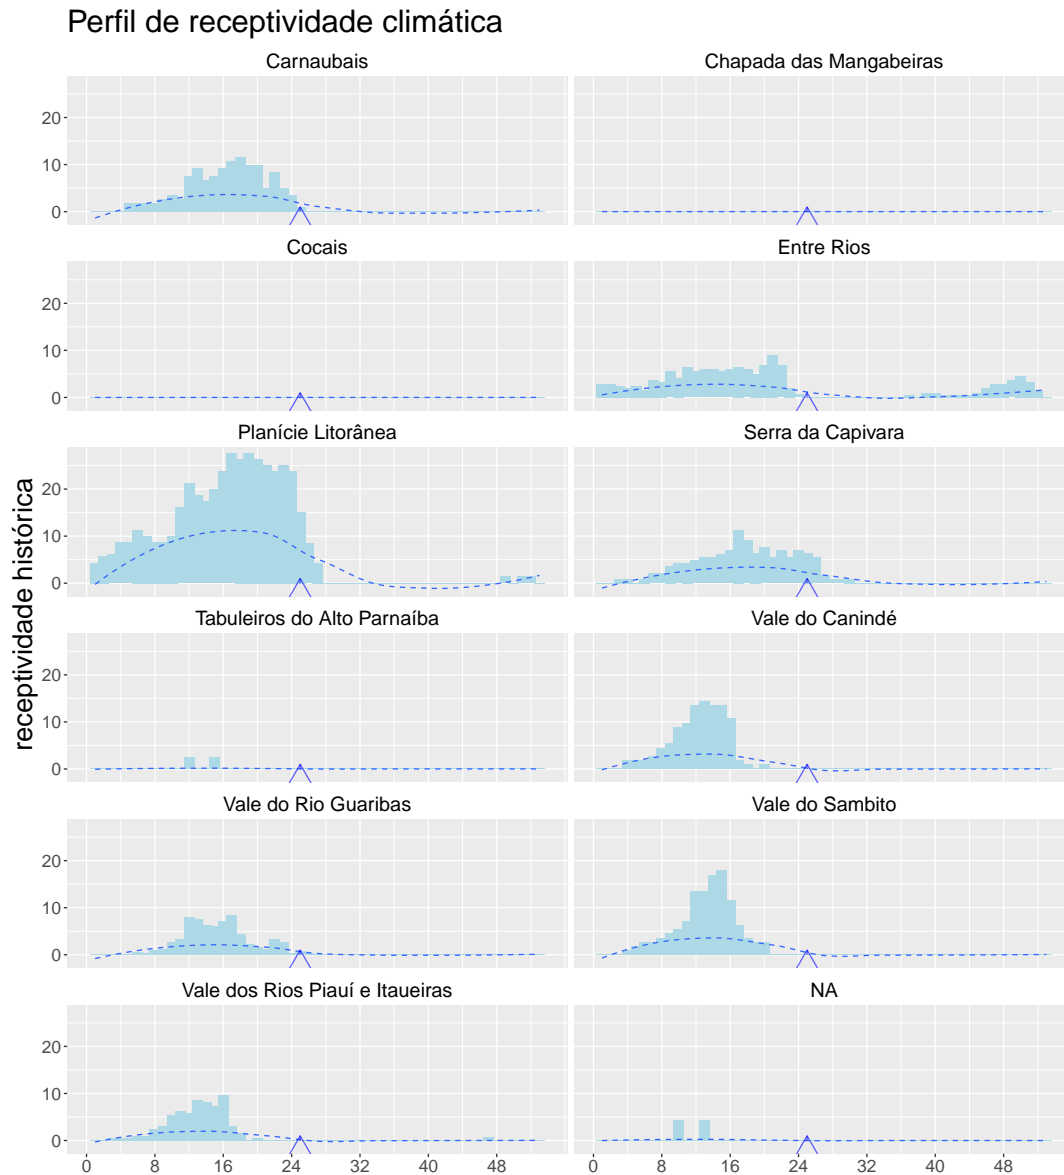 Perfil de receptividade climática
Carnaubais
Chapada das Mangabeiras
20
10
0
Cocais
Entre Rios
20
10
0
Planície Litorânea
Serra da Capivara
20
10
0
receptividade histórica
Tabuleiros do Alto Parnaíba
Vale do Canindé
20
10
0
Vale do Rio Guaribas
Vale do Sambito
20
10
0
Vale dos Rios Piauí e Itaueiras
NA
20
10
0
0 8 16 24 32 40 48
0 8 16 24 32 40 48